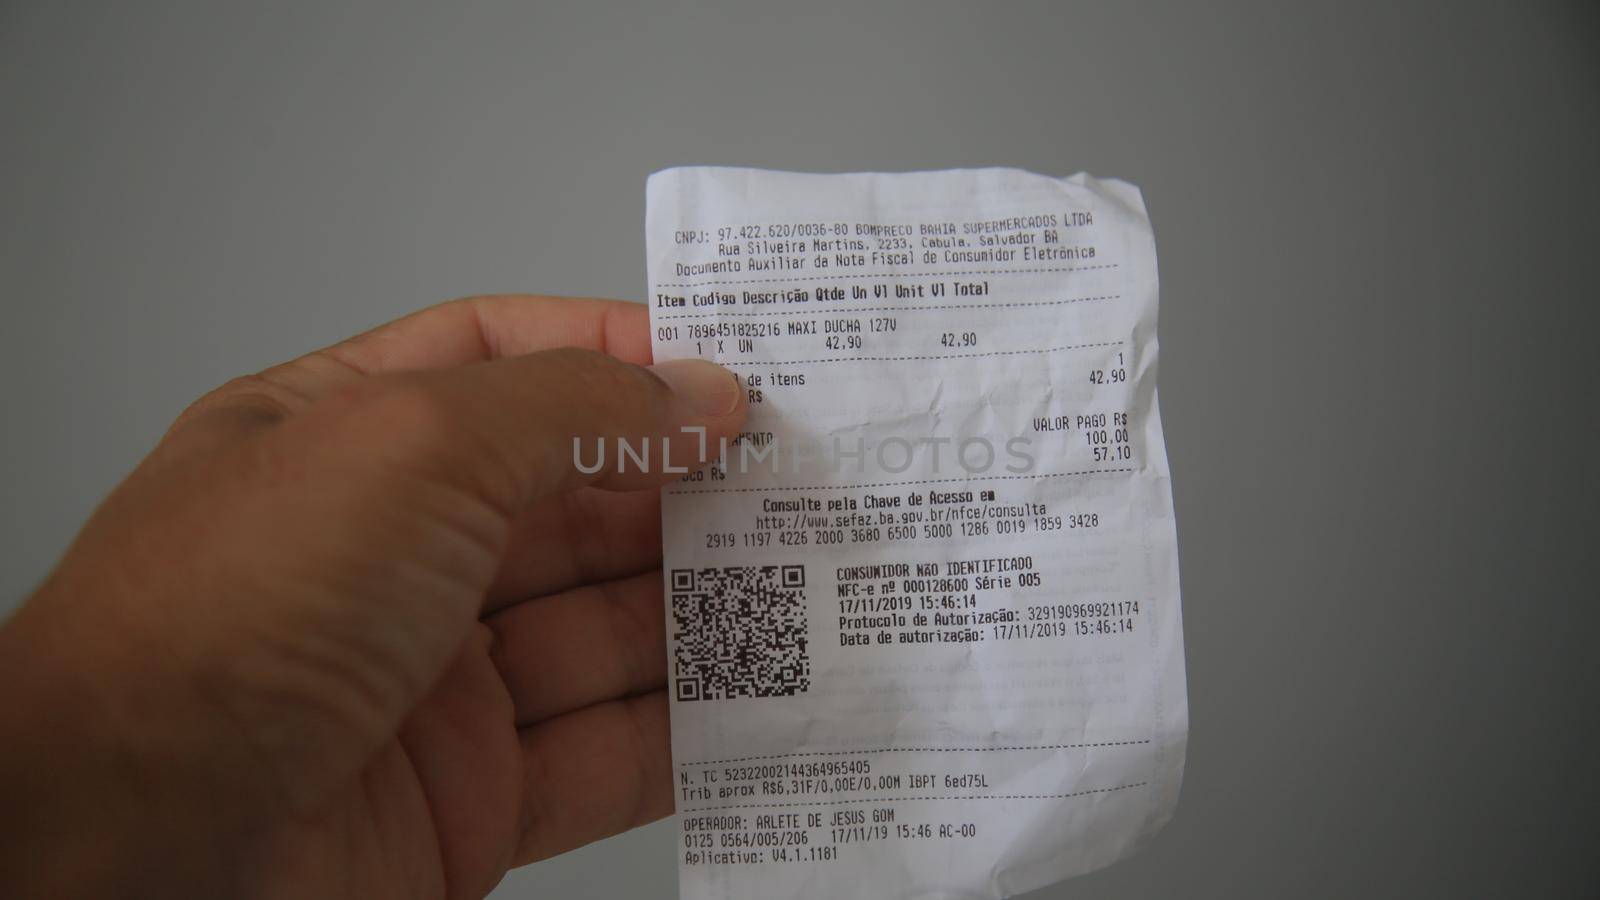 CNPJ: 97.422.620/0036-80 BOMPRECO BAHIA SUPERMERCADOS LTDA
Rua Silveira Martins, 2233, Cabula, Salvador BA
Documento Auxiliar da Nota Fiscal de Consumidor Eletrônica
Item Codigo Descrição Qtde Un Vl Unit Vl Total
001 7896451825216 MAXI DUCHA 127V
1 X UN 42,90 42,90
de itens 1
R$ 42,90
VALOR PAGO R$
100,00
R$ 57,10
UNLIMPHOTOS
Consulte pela Chave de Acesso em
http://www.sefaz.ba.gov.br/nfce/consulta
2919 1197 4226 2000 3680 6500 5000 1286 0019 1859 3428
CONSUMIDOR NÃO IDENTIFICADO
NFC-e nº 000128600 Série 005
17/11/2019 15:46:14
Protocolo de Autorização: 329190969921174
Data de autorização: 17/11/2019 15:46:14
N. TC 52322002144364965405
Trib aprox R$6,31F/0,00E/0,00M IBPT 6ed75L
OPERADOR: ARLETE DE JESUS GOM
0125 0564/005/206 17/11/19 15:46 AC-00
Aplicativo: V4.1.1181